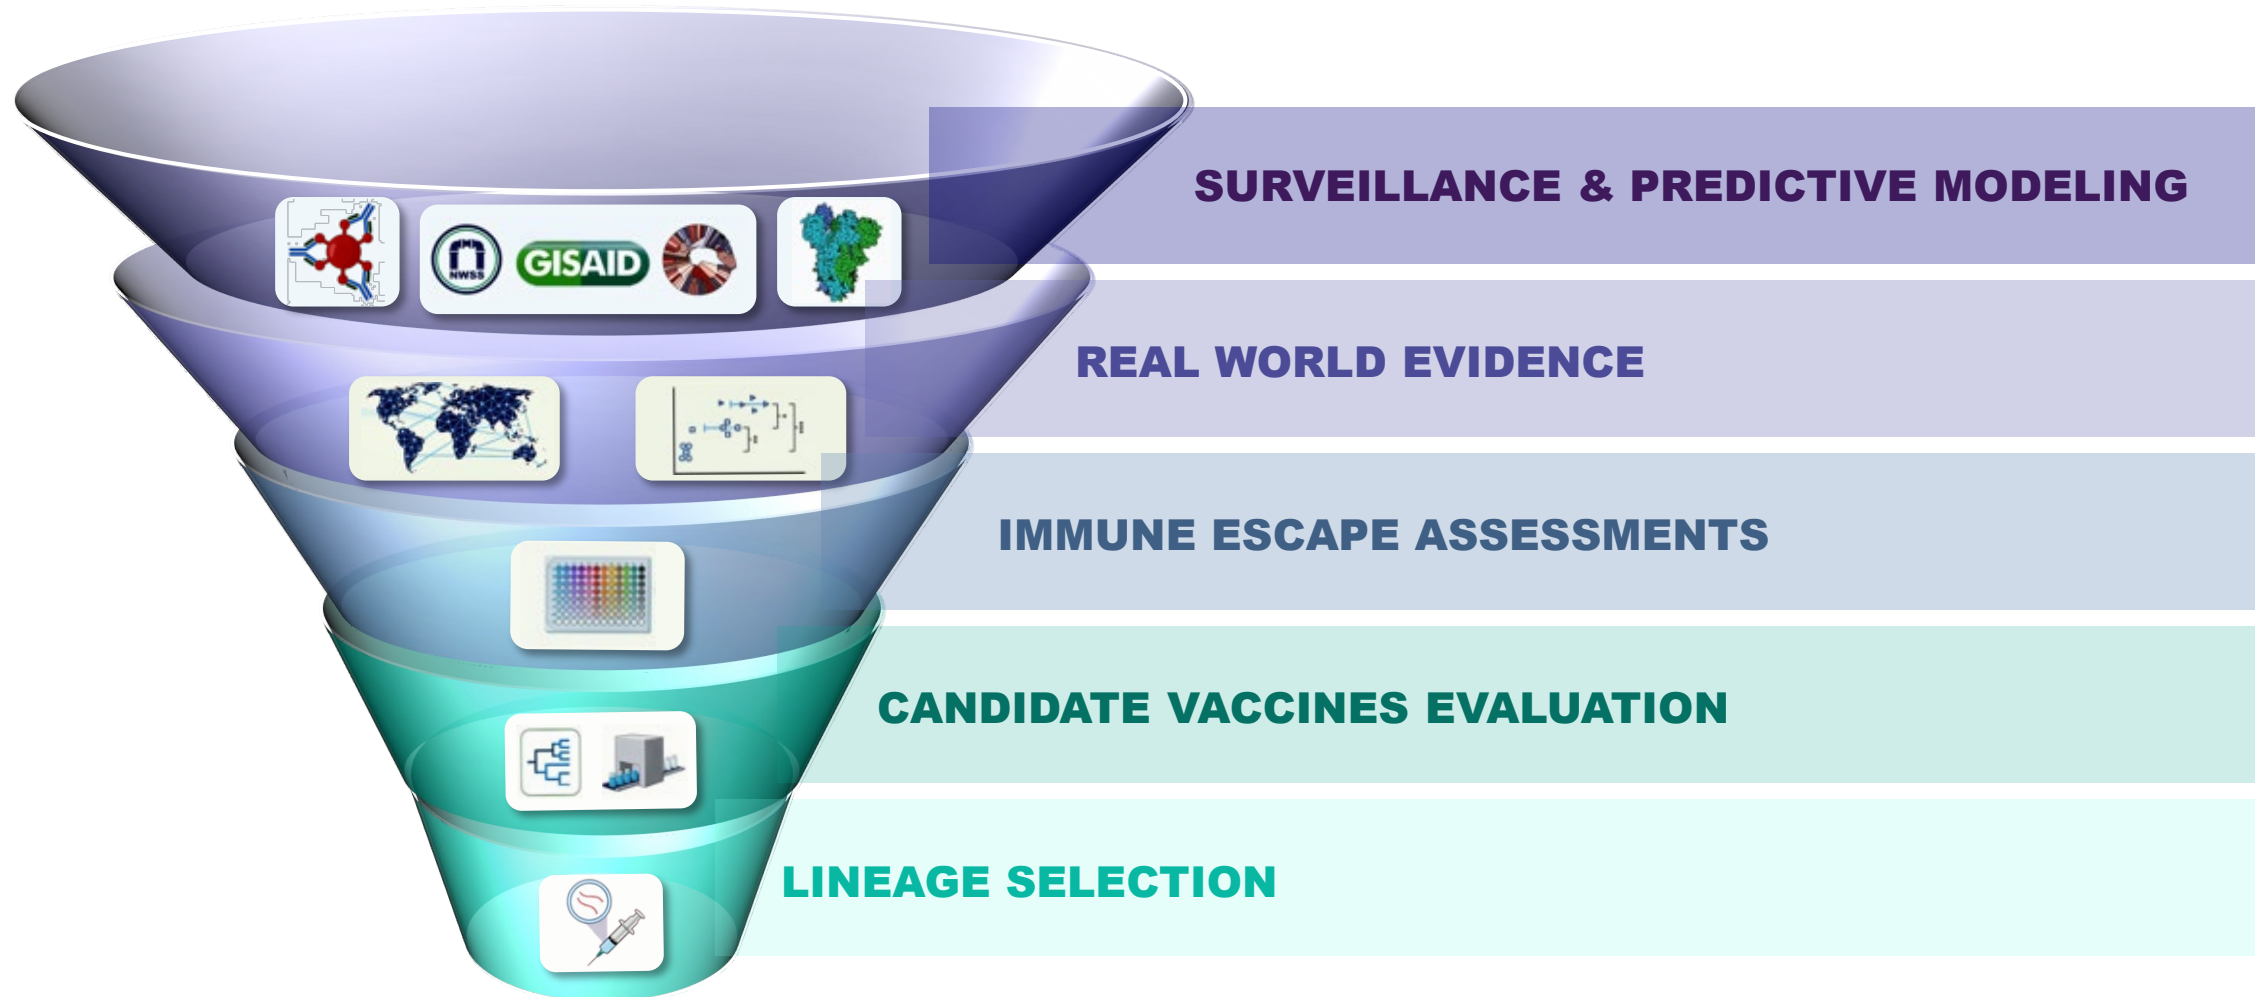 SURVEILLANCE & PREDICTIVE MODELING
NWSS
GISAID
REAL WORLD EVIDENCE
IMMUNE ESCAPE ASSESSMENTS
CANDIDATE VACCINES EVALUATION
LINEAGE SELECTION